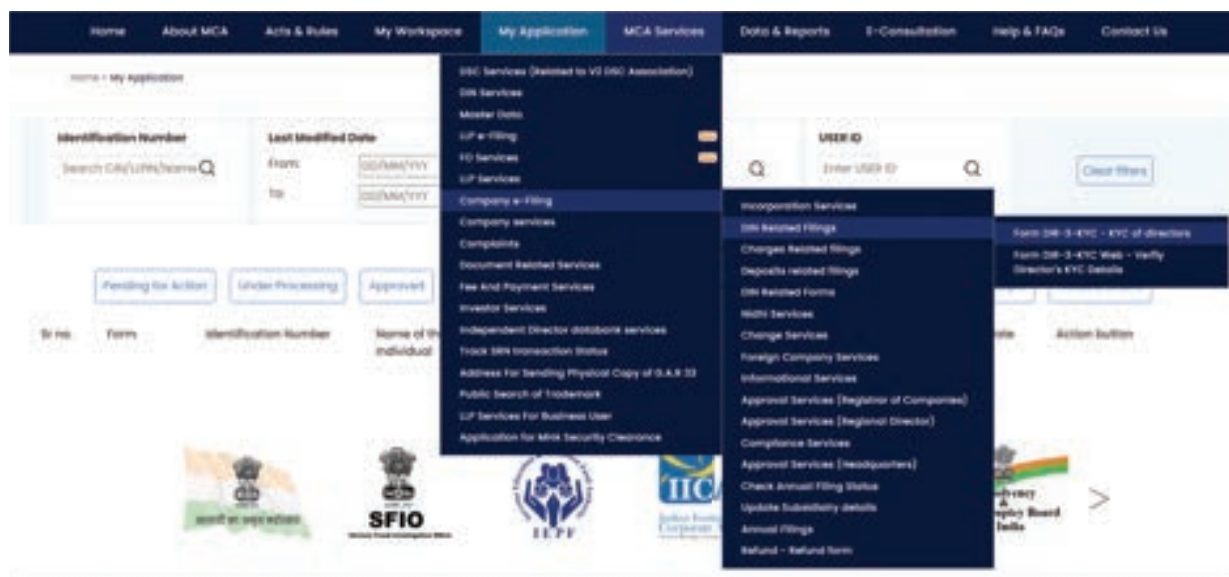 Home About MCA Acts & Rules My Workspace My Application MCA Services Data & Reports E-Consultation Help & FAQs Contact Us
Home > My Application
Identification Number Last Modified Date USER ID
Search CIN/LLPIN/Name From: DD/MM/YYY Enter USER ID Clear filters
To: DD/MM/YYY
DSC Services (Related to V2 DSC Association)
DIN Services
Master Data
LLP e-Filing
FO Services
LLP Services
Company e-Filing
Company services
Complaints
Document Related Services
Fee And Payment Services
Investor Services
Independent Director databank services
Track SRN transaction Status
Address For Sending Physical Copy of G.A.R 33
Public Search of Trademark
LLP Services For Business User
Application for MHA Security Clearance
Incorporation Services
DIN Related Filings
Charges Related filings
Deposits related filings
DIN Related Forms
Nidhi Services
Change Services
Foreign Company Services
Informational Services
Approval Services (Registrar of Companies)
Approval Services (Regional Director)
Compliance Services
Approval Services (Headquarters)
Check Annual Filing Status
Update Subsidiary details
Annual Filings
Refund - Refund form
Form DIR-3-KYC - KYC of directors
Form DIR-3-KYC Web - Verify
Director's KYC Details
Pending for Action Under Processing Approved
Sr no. Form Identification Number Name of the Action button
individual
SFIO
Serious Fraud Investigation Office
IEPF
IICA
Board
India
>